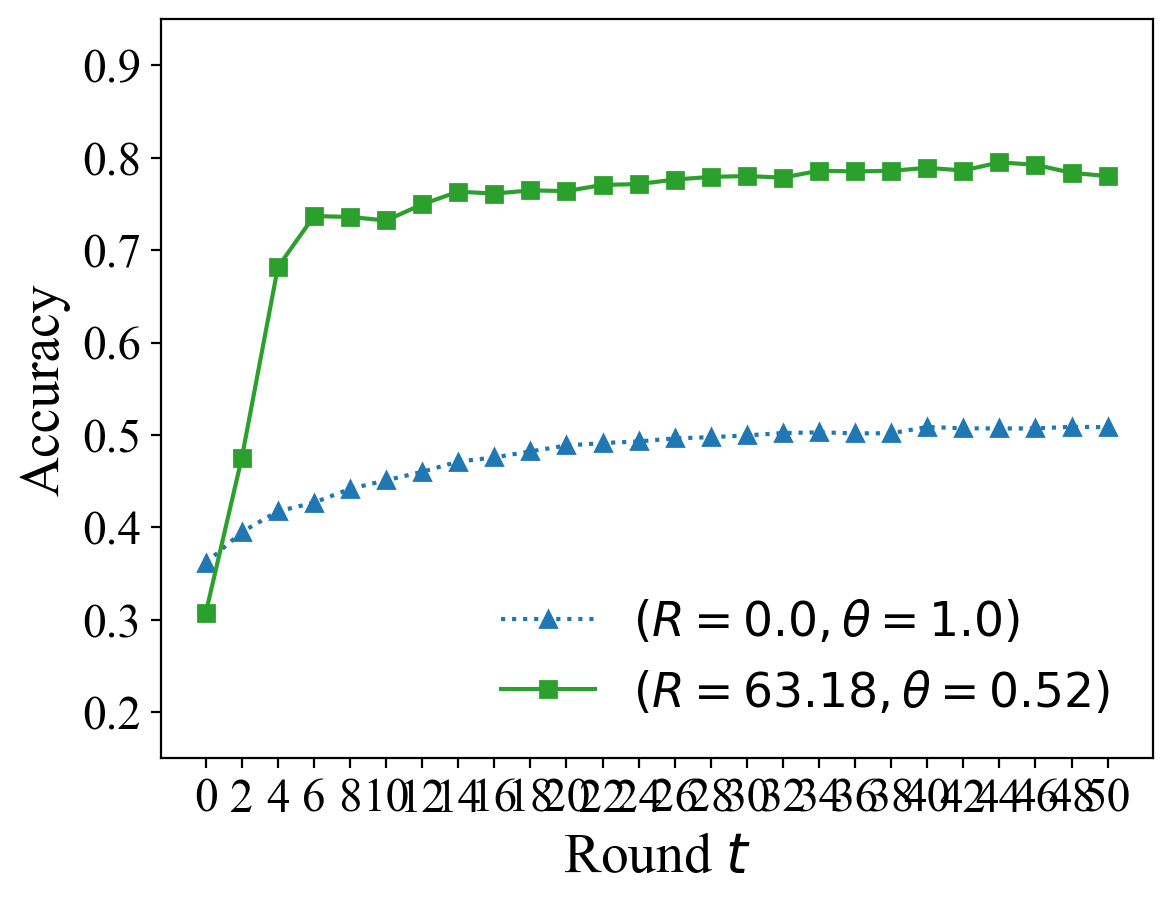 0.9
0.8
0.7
0.6
0.5
0.4
0.3
0.2
Accuracy
(R = 0.0, θ = 1.0)
(R = 63.18, θ = 0.52)
0 2 4 6 8 10 12 14 16 18 20 22 24 26 28 30 32 34 36 38 40 42 44 46 48 50
Round t